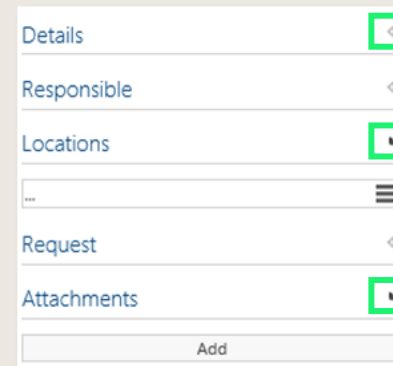 Details
Responsible
Locations
...
Request
Attachments
Add